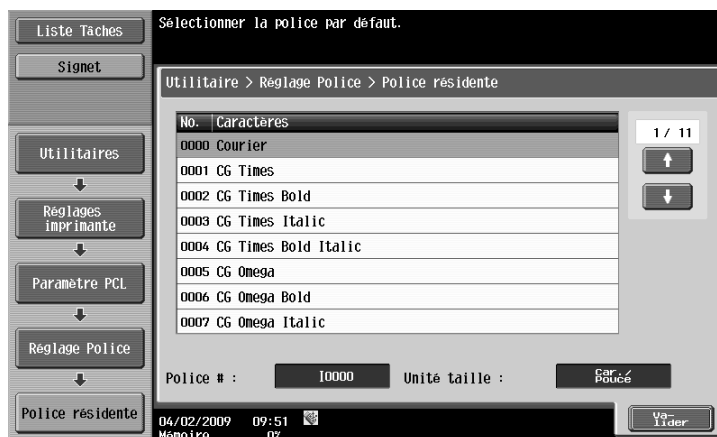 Liste Tâches
Signet
Utilitaires
Réglages
imprimante
Paramètre PCL
Réglage Police
Police résidente
Sélectionner la police par défaut.
Utilitaire > Réglage Police > Police résidente
No. Caractères
0000 Courier
0001 CG Times
0002 CG Times Bold
0003 CG Times Italic
0004 CG Times Bold Italic
0005 CG Omega
0006 CG Omega Bold
0007 CG Omega Italic
1/ 11
Police # : I0000 Unité taille : Car./
Pouce
04/02/2009 09:51
Mémoire 0%
Va-
lider